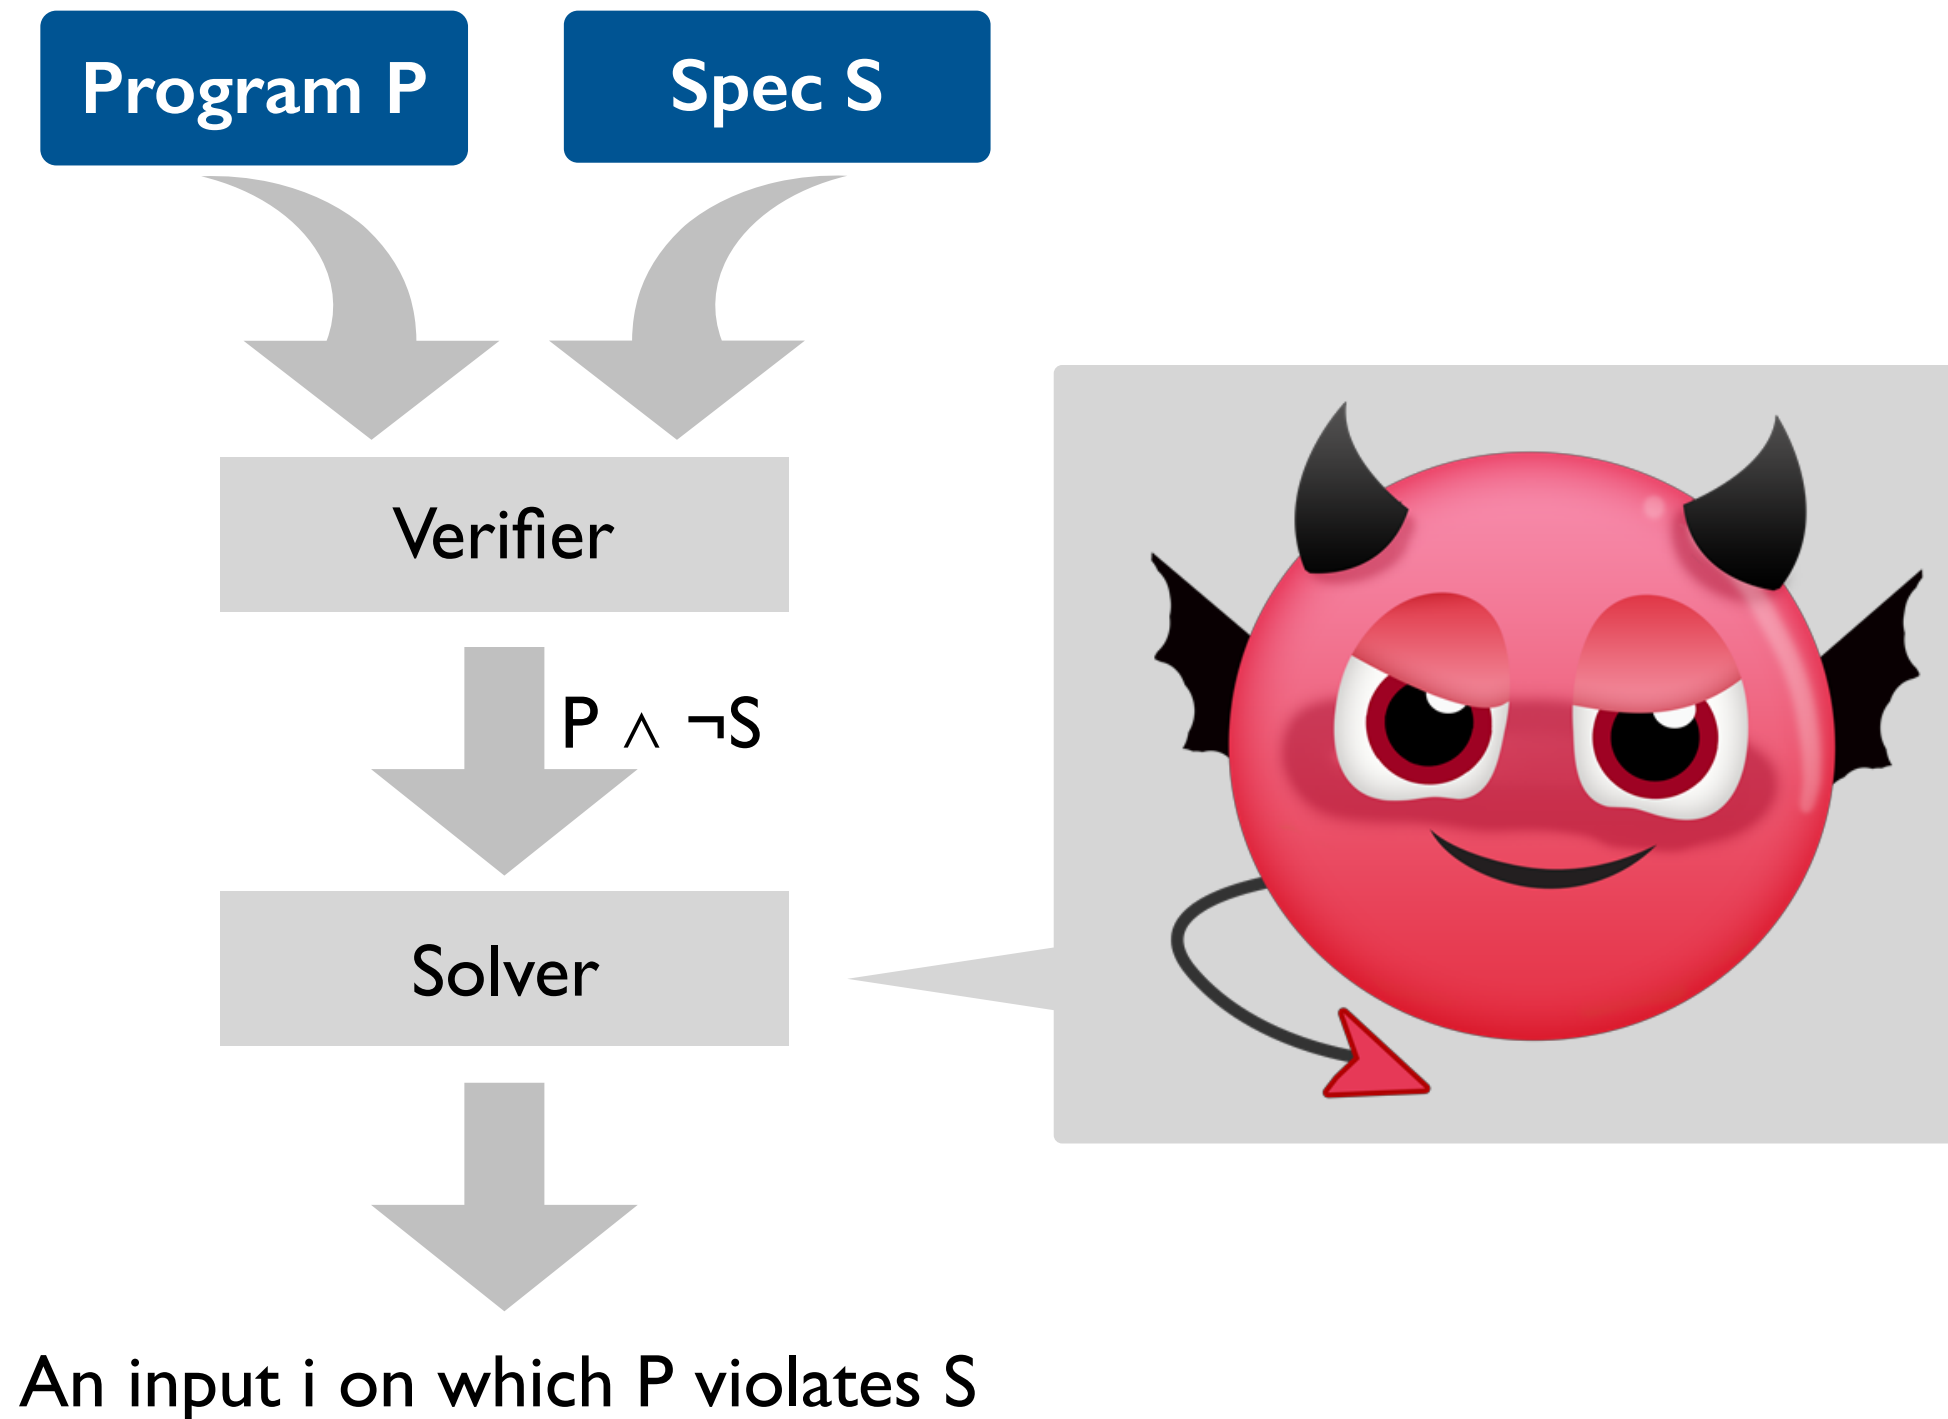 Program P
Spec S
Verifier
P ∧ ¬S
Solver
An input i on which P violates S